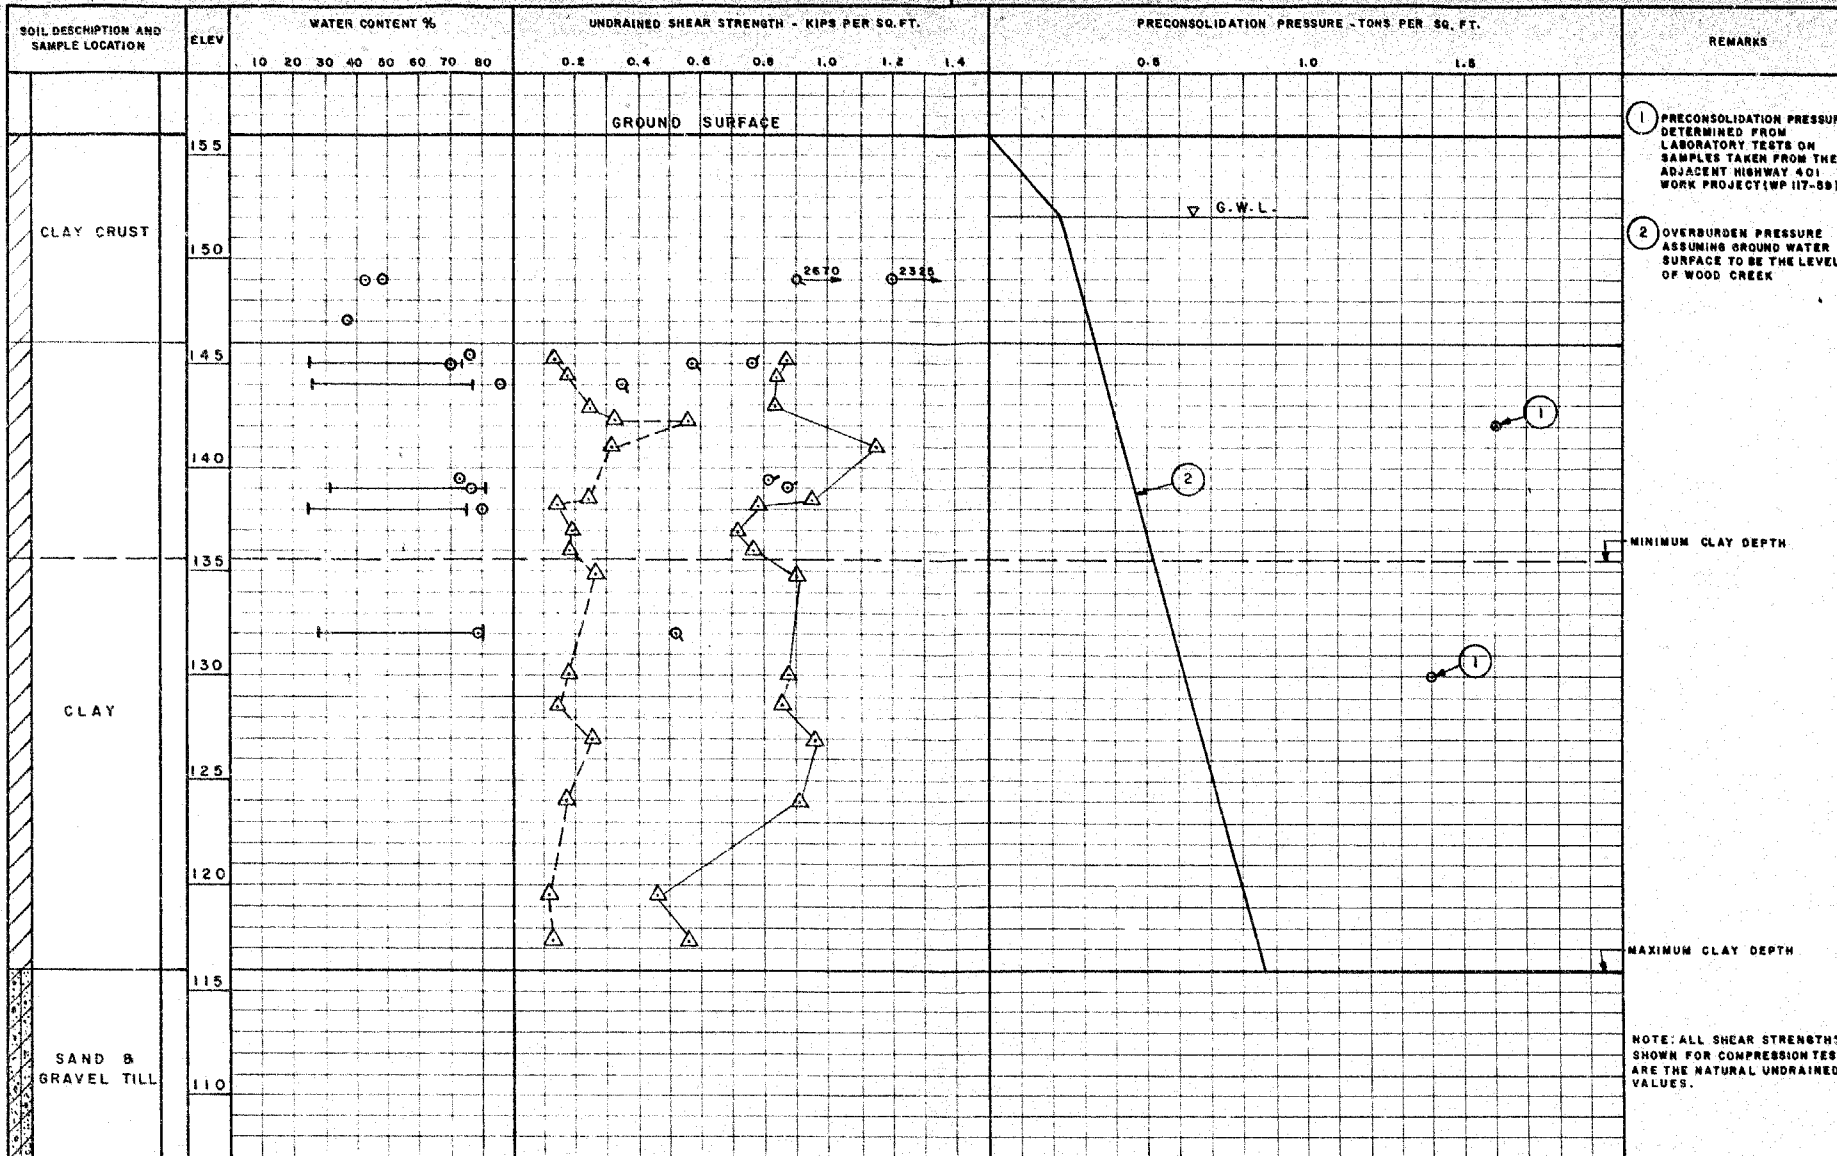 SOIL DESCRIPTION AND
SAMPLE LOCATION
ELEV
WATER CONTENT %
10 20 30 40 50 60 70 80
UNDRAINED SHEAR STRENGTH - KIPS PER SQ.FT.
0.2 0.4 0.6 0.8 1.0 1.2 1.4
PRECONSOLIDATION PRESSURE - TONS PER SQ. FT.
0.5 1.0 1.5
REMARKS
GROUND SURFACE
155
G.W.L.
CLAY CRUST
150
2670
2325
145
140
135
130
CLAY
125
120
115
SAND &
GRAVEL TILL
110
1
2
1
1 PRECONSOLIDATION PRESSURE
DETERMINED FROM
LABORATORY TESTS ON
SAMPLES TAKEN FROM THE
ADJACENT HIGHWAY 401
WORK PROJECT (WP 117-59)
2 OVERBURDEN PRESSURE
ASSUMING GROUND WATER
SURFACE TO BE THE LEVEL
OF WOOD CREEK
MINIMUM CLAY DEPTH
MAXIMUM CLAY DEPTH
NOTE: ALL SHEAR STRENGTHS
SHOWN FOR COMPRESSION TES
ARE THE NATURAL UNDRAINED
VALUES.